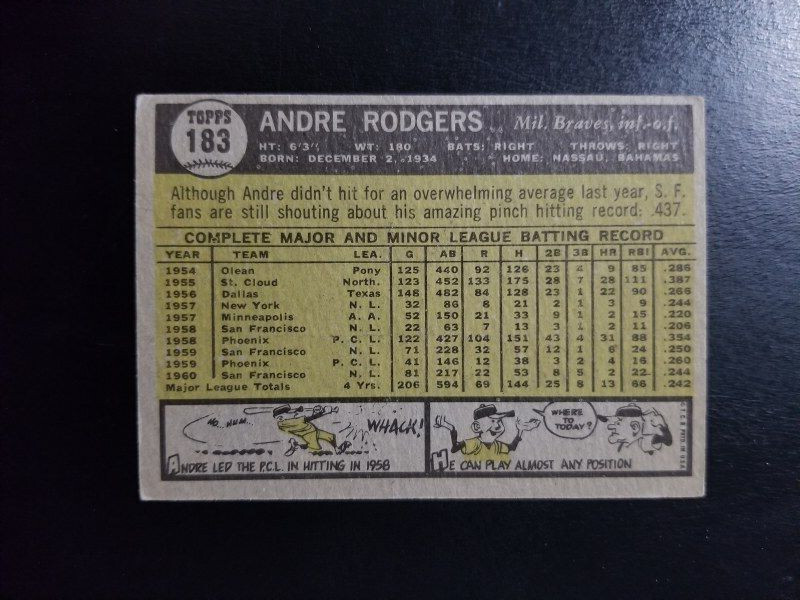 TOPPS
183
ANDRE RODGERS Mil. Braves, inf.-o.f.
HT: 6'3" WT: 180 BATS: RIGHT THROWS: RIGHT
BORN: DECEMBER 2, 1934 HOME: NASSAU, BAHAMAS
Although Andre didn't hit for an overwhelming average last year, S. F.
fans are still shouting about his amazing pinch hitting record: .437.
COMPLETE MAJOR AND MINOR LEAGUE BATTING RECORD
YEAR TEAM LEA. G AB R H 2B 3B HR RBI AVG.
1954 Olean Pony 125 440 92 126 23 4 9 85 .286
1955 St. Cloud North. 123 452 133 175 28 7 28 111 .387
1956 Dallas Texas 148 482 84 128 23 1 22 90 .266
1957 New York N. L. 32 86 8 21 2 1 3 9 .244
1957 Minneapolis A. A. 52 150 21 33 9 1 2 15 .220
1958 San Francisco N. L. 22 63 7 13 3 1 2 11 .206
1958 Phoenix P. C. L. 122 427 104 151 43 4 31 88 .354
1959 San Francisco N. L. 71 228 32 57 12 1 6 24 .250
1959 Phoenix P. C. L. 41 146 12 38 3 2 4 16 .260
1960 San Francisco N. L. 81 217 22 53 8 5 2 22 .244
Major League Totals 4 Yrs. 206 594 69 144 25 8 13 66 .242
HO.. HUM...
WHACK!
ANDRE LED THE P.C.L. IN HITTING IN 1958
WHERE TO
TODAY?
HE CAN PLAY ALMOST ANY POSITION
© T.C.G. PRTD. IN U.S.A.